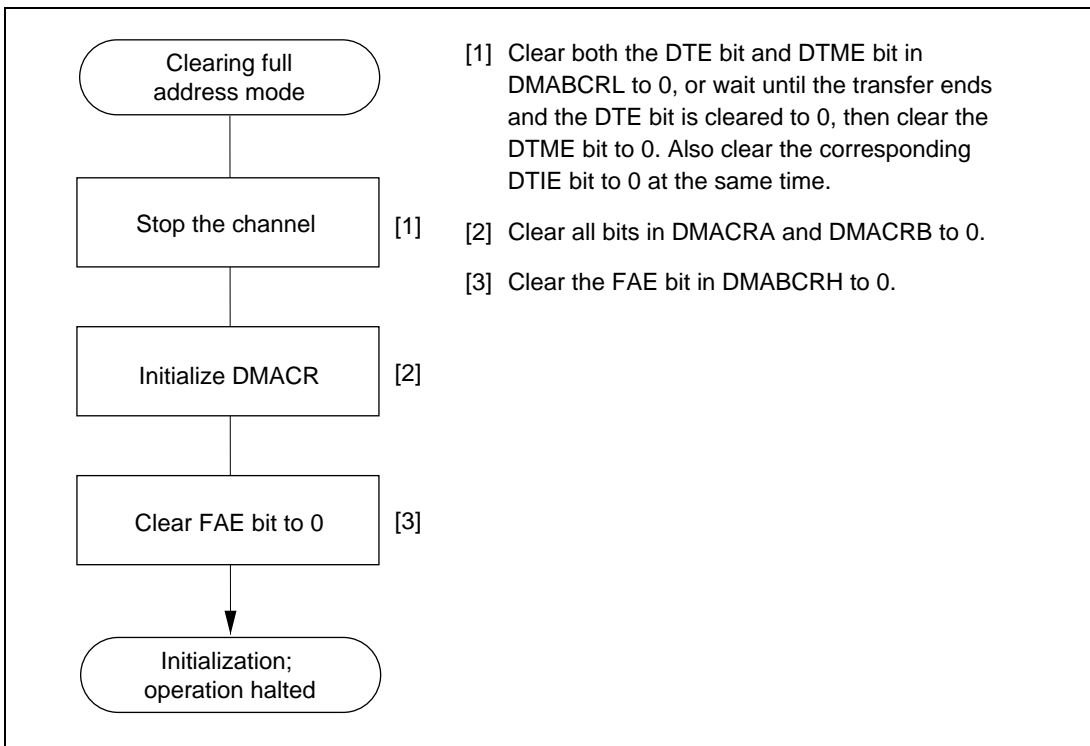 Clearing full
address mode
Stop the channel
[1]
Initialize DMACR
[2]
Clear FAE bit to 0
[3]
Initialization;
operation halted
[1] Clear both the DTE bit and DTME bit in
DMABCRL to 0, or wait until the transfer ends
and the DTE bit is cleared to 0, then clear the
DTME bit to 0. Also clear the corresponding
DTIE bit to 0 at the same time.
[2] Clear all bits in DMACRA and DMACRB to 0.
[3] Clear the FAE bit in DMABCRH to 0.